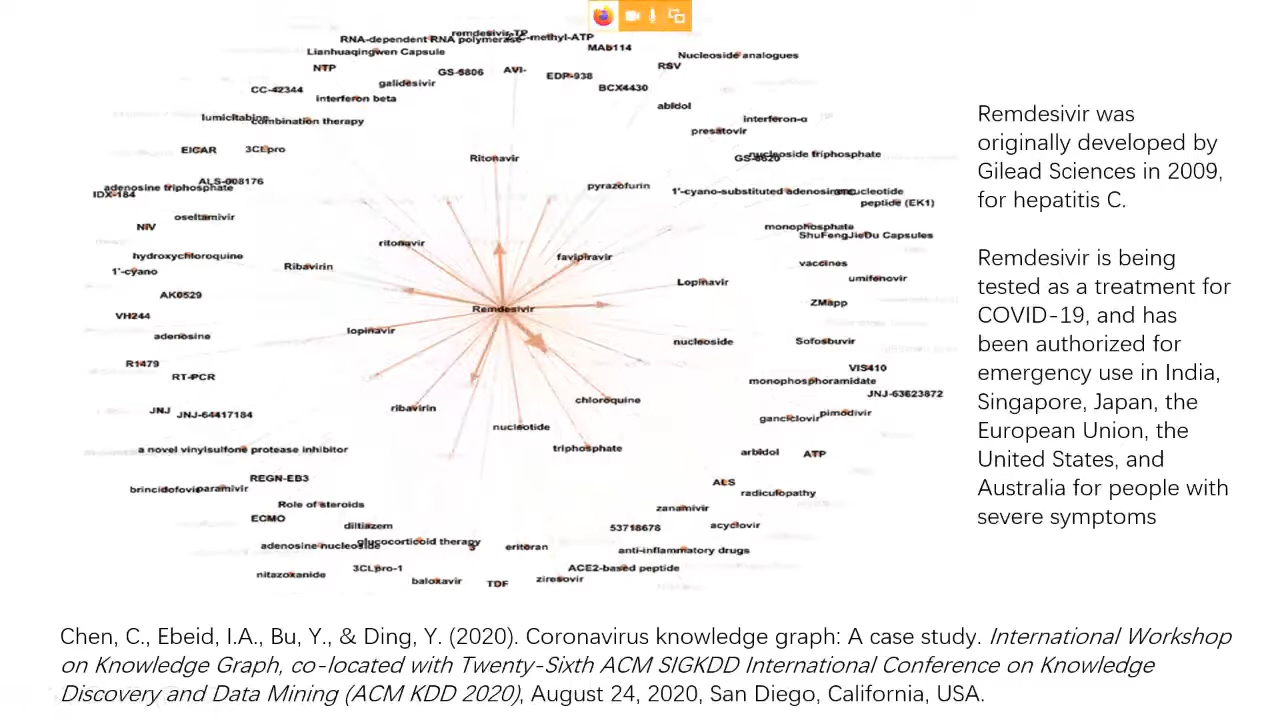 remdesivir-TP
RNA-dependent RNA polymerase
2'-C-methyl-ATP
Lianhuaqingwen Capsule
MAb114
Nucleoside analogues
NTP
GS-5806
AVI-
EDP-938
RSV
galidesivir
CC-42344
BCX4430
interferon beta
abidol
lumicitabine
combination therapy
interferon-α
presatovir
EICAR
3CLpro
Ritonavir
nucleoside triphosphate
ALS-008176
adenosine triphosphate
IDX-184
pyrazofurin
1'-cyano-substituted adenosine
nucleotide
peptide (EK1)
oseltamivir
NIV
monophosphate
ShuFengJieDu Capsules
ritonavir
hydroxychloroquine
favipiravir
Ribavirin
vaccines
1'-cyano
Lopinavir
umifenovir
AK0529
ZMapp
VH244
Remdesivir
adenosine
lopinavir
nucleoside
Sofosbuvir
R1479
VIS410
RT-PCR
monophosphoramidate
JNJ-63623872
JNJ
JNJ-64417184
ribavirin
chloroquine
ganciclovir
pimodivir
nucleotide
a novel vinylsulfone protease inhibitor
triphosphate
arbidol
ATP
REGN-EB3
ALS
brincidofovir
paramivir
radiculopathy
Role of steroids
zanamivir
ECMO
diltiazem
53718678
acyclovir
adenosine nucleoside
glucocorticoid therapy
3'
eritoran
anti-inflammatory drugs
nitazoxanide
3CLpro-1
baloxavir
TDF
ziresovir
ACE2-based peptide
Remdesivir was
originally developed by
Gilead Sciences in 2009,
for hepatitis C.
Remdesivir is being
tested as a treatment for
COVID-19, and has
been authorized for
emergency use in India,
Singapore, Japan, the
European Union, the
United States, and
Australia for people with
severe symptoms
Chen, C., Ebeid, I.A., Bu, Y., & Ding, Y. (2020). Coronavirus knowledge graph: A case study. International Workshop
on Knowledge Graph, co-located with Twenty-Sixth ACM SIGKDD International Conference on Knowledge
Discovery and Data Mining (ACM KDD 2020), August 24, 2020, San Diego, California, USA.